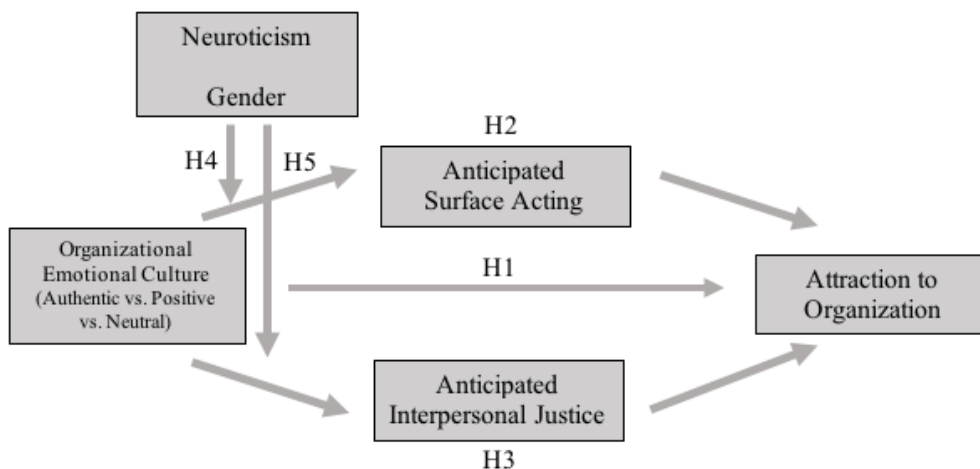 Neuroticism
Gender
H2
H4
H5
Anticipated
Surface Acting
Organizational
Emotional Culture
(Authentic vs. Positive
vs. Neutral)
H1
Attraction to
Organization
Anticipated
Interpersonal Justice
H3